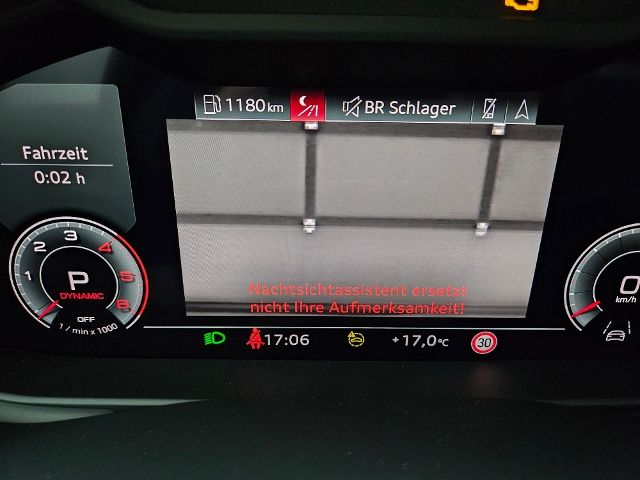 1180 km
BR Schlager
Fahrzeit
0:02 h
1 2 3 4 5 6
P
DYNAMIC
OFF
1 / min x 1000
Nachtsichtassistent ersetzt
nicht Ihre Aufmerksamkeit!
0
km/h
17:06
+17,0°C
30